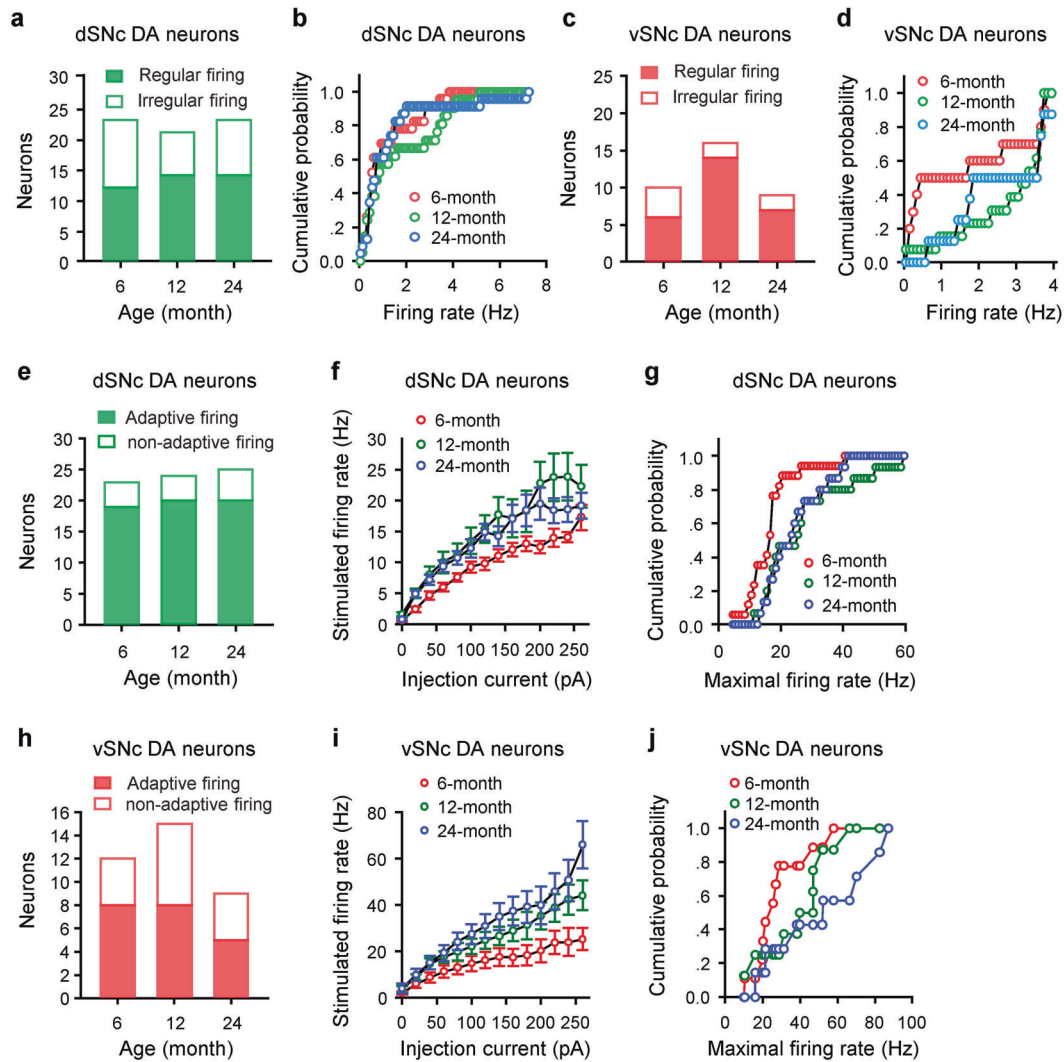 a
dSNc DA neurons
Regular firing
Irregular firing
30
25
20
15
10
5
0
Neurons
6 12 24
Age (month)
b
dSNc DA neurons
1.0
.8
.6
.4
.2
0.0
Cumulative probability
6-month
12-month
24-month
0 2 4 6 8
Firing rate (Hz)
c
vSNc DA neurons
Regular firing
Irregular firing
25
20
15
10
5
0
Neurons
6 12 24
Age (month)
d
vSNc DA neurons
6-month
12-month
24-month
1.0
.8
.6
.4
.2
0.0
Cumulative probability
0 1 2 3 4
Firing rate (Hz)
e
dSNc DA neurons
Adaptive firing
non-adaptive firing
30
25
20
15
10
5
0
Neurons
6 12 24
Age (month)
f
dSNc DA neurons
6-month
12-month
24-month
30
25
20
15
10
5
0
Stimulated firing rate (Hz)
0 50 100 150 200 250
Injection current (pA)
g
dSNc DA neurons
1.0
.8
.6
.4
.2
0.0
Cumulative probability
6-month
12-month
24-month
0 20 40 60
Maximal firing rate (Hz)
h
vSNc DA neurons
Adaptive firing
non-adaptive firing
16
14
12
10
8
6
4
2
0
Neurons
6 12 24
Age (month)
i
vSNc DA neurons
6-month
12-month
24-month
80
60
40
20
0
Stimulated firing rate (Hz)
0 50 100 150 200 250
Injection current (pA)
j
vSNc DA neurons
6-month
12-month
24-month
1.0
.8
.6
.4
.2
0.0
Cumulative probability
0 20 40 60 80 100
Maximal firing rate (Hz)